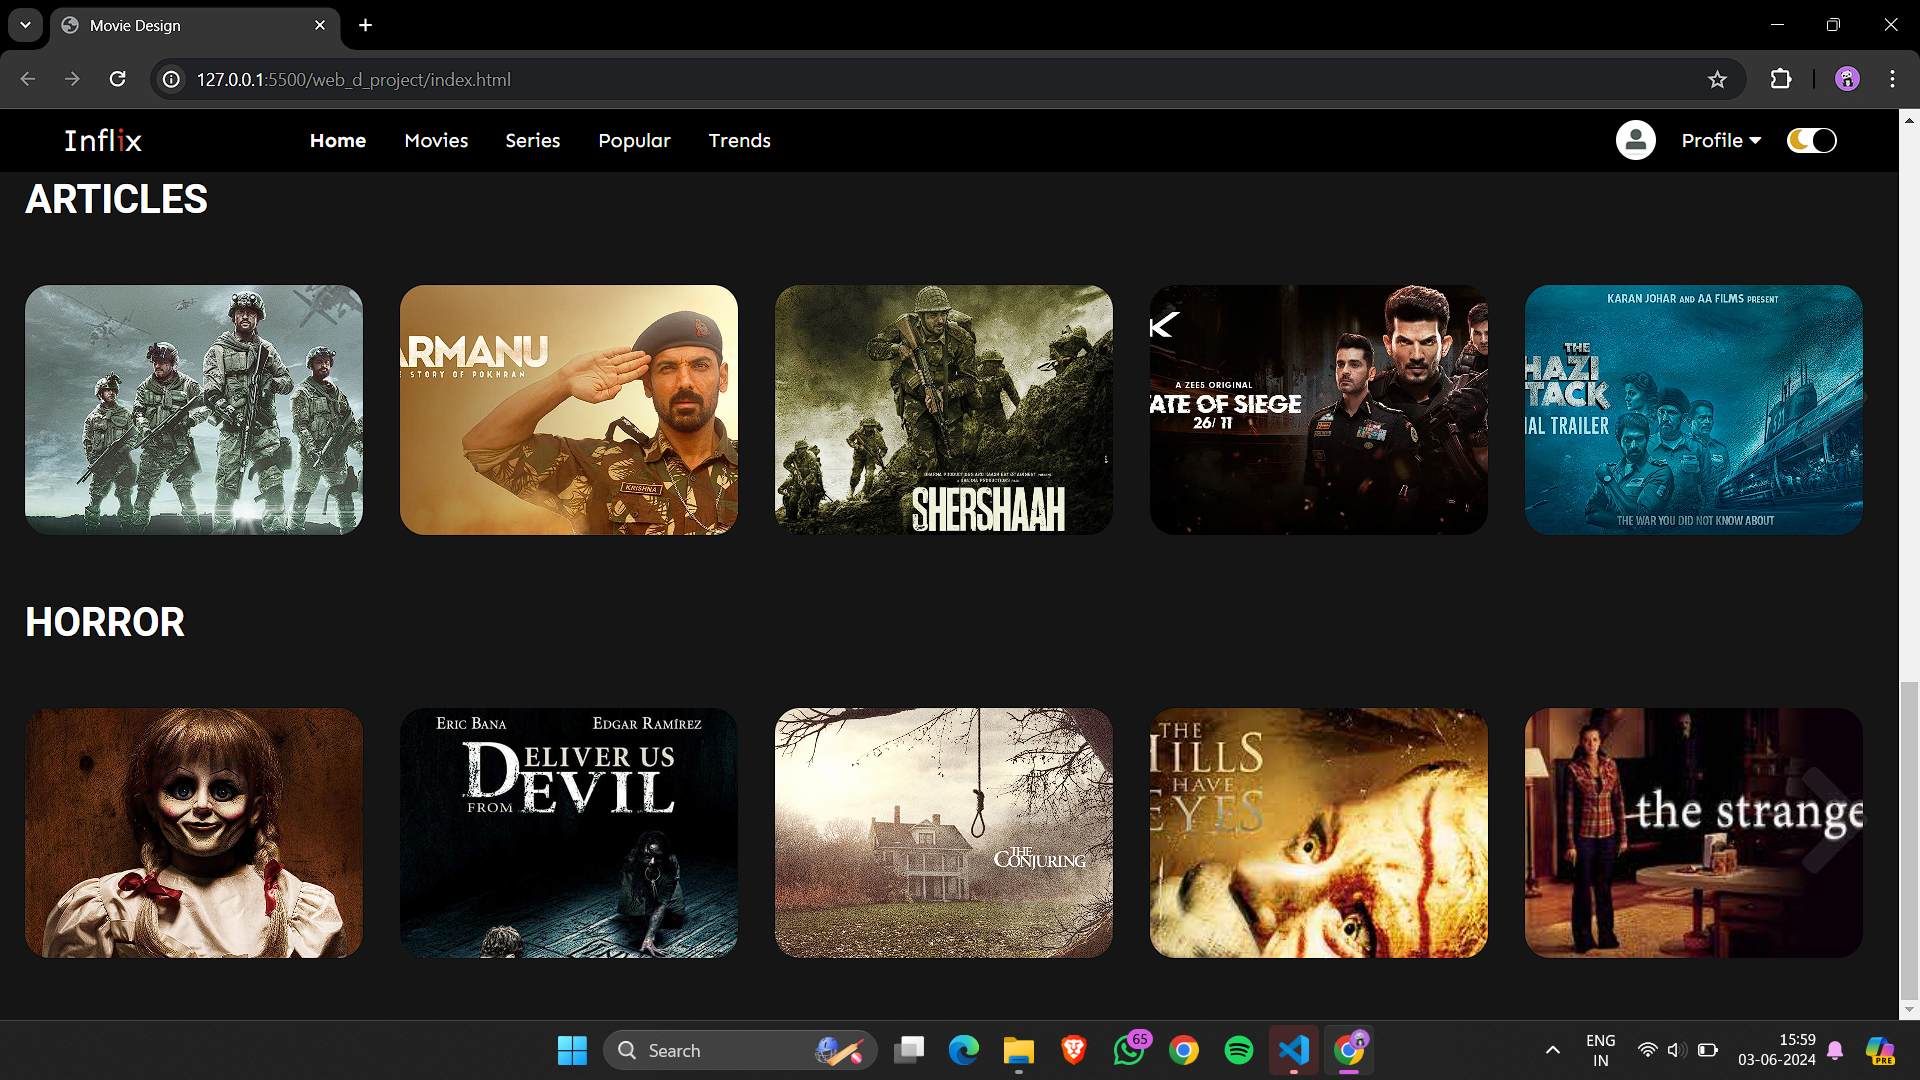 Movie Design
127.0.0.1:5500/web_d_project/index.html
Inflix
Home
Movies
Series
Popular
Trends
Profile
ARTICLES
ARMANU
STORY OF POKHRAN
KRISHNA
SHERSHAAH
K
A ZEE5 ORIGINAL
ATE OF SIEGE
26/11
KARAN JOHAR AND AA FILMS PRESENT
THE
HAZI
TACK
IAL TRAILER
THE WAR YOU DID NOT KNOW ABOUT
HORROR
ERIC BANA
EDGAR RAMÍREZ
DELIVER US
FROM EVIL
THE
CONJURING
THE
HILLS
HAVE
EYES
the strange
Search
65
ENG
IN
15:59
03-06-2024
PRE